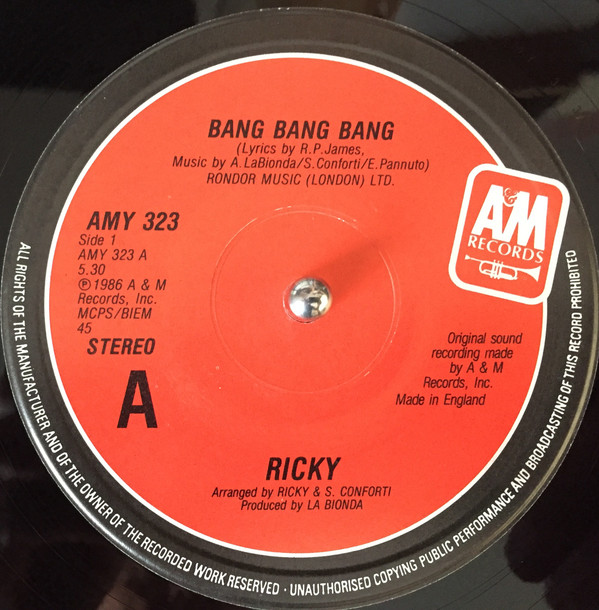 BANG BANG BANG
(Lyrics by R.P.James,
Music by A.LaBionda/S.Conforti/E.Pannuto)
RONDOR MUSIC (LONDON) LTD.
A&M
RECORDS
AMY 323
Side 1
AMY 323 A
5.30
℗1986 A & M
Records, Inc.
MCPS/BIEM
45
STEREO
A
Original sound
recording made
by A & M
Records, Inc.
Made in England
RICKY
Arranged by RICKY & S. CONFORTI
Produced by LA BIONDA
ALL RIGHTS OF THE MANUFACTURER AND OF THE OWNER OF THE RECORDED WORK RESERVED · UNAUTHORISED COPYING PUBLIC PERFORMANCE AND BROADCASTING OF THIS RECORD PROHIBITED